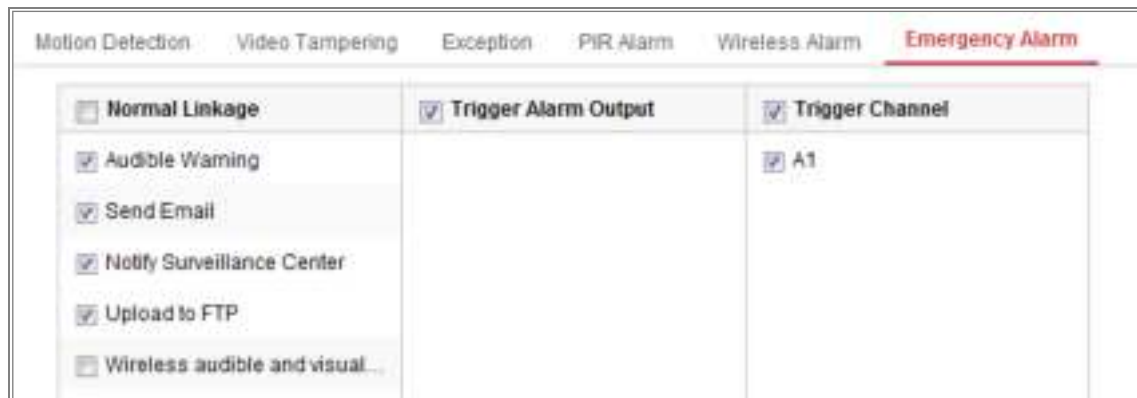 Motion Detection Video Tampering Exception PIR Alarm Wireless Alarm Emergency Alarm
Normal Linkage Trigger Alarm Output Trigger Channel
Audible Warning A1
Send Email
Notify Surveillance Center
Upload to FTP
Wireless audible and visual...